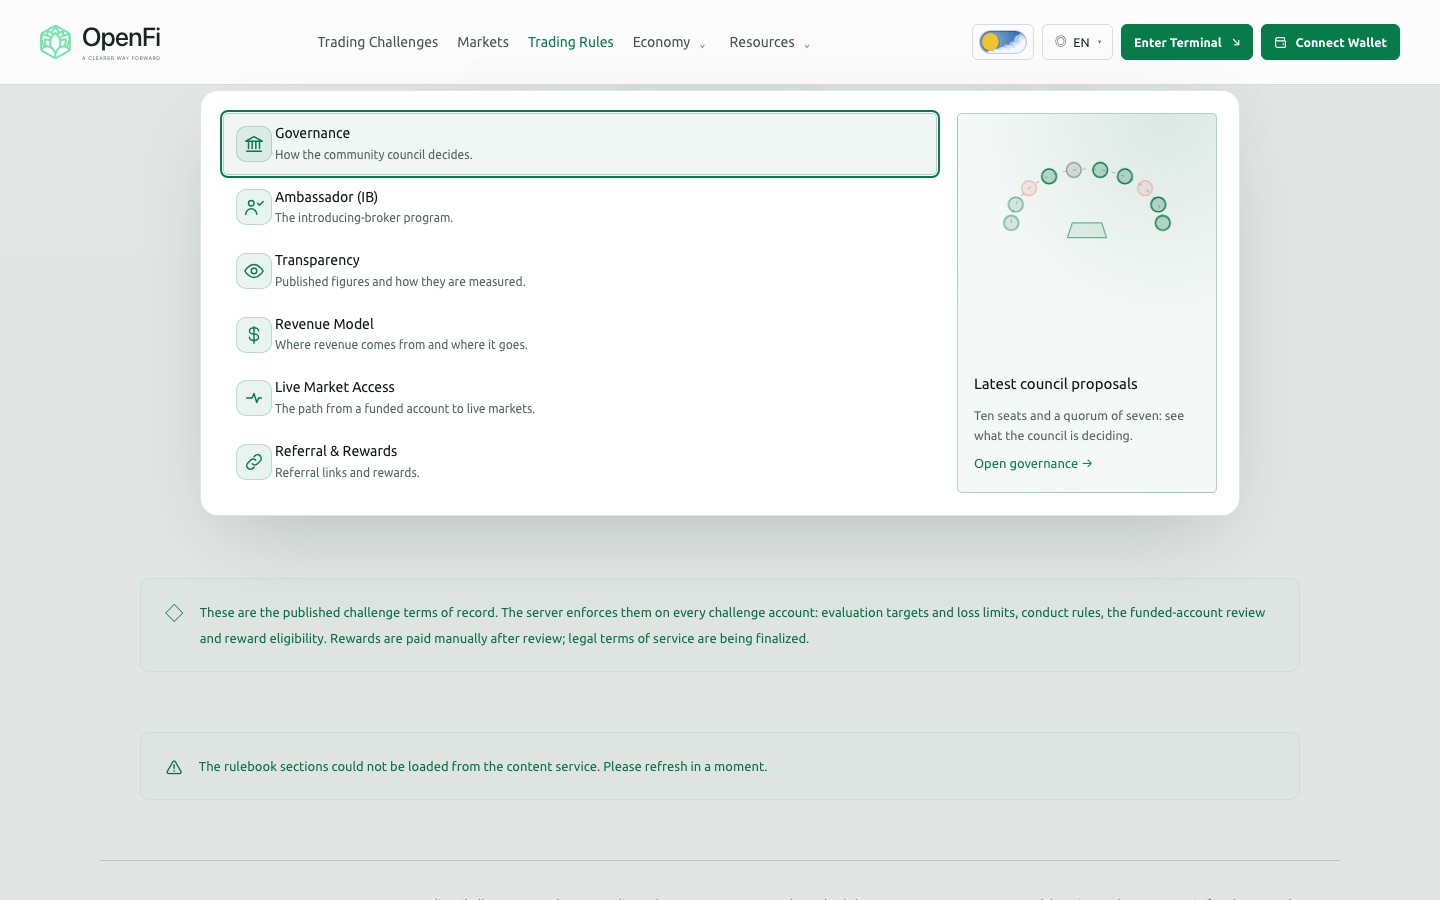 OpenFi
A CLEARER WAY FORWARD
Trading Challenges
Markets
Trading Rules
Economy
Resources
EN
Enter Terminal
Connect Wallet
Governance
How the community council decides.
Ambassador (IB)
The introducing-broker program.
Transparency
Published figures and how they are measured.
Revenue Model
Where revenue comes from and where it goes.
Live Market Access
The path from a funded account to live markets.
Referral & Rewards
Referral links and rewards.
Latest council proposals
Ten seats and a quorum of seven: see
what the council is deciding.
Open governance →
These are the published challenge terms of record. The server enforces them on every challenge account: evaluation targets and loss limits, conduct rules, the funded-account review
and reward eligibility. Rewards are paid manually after review; legal terms of service are being finalized.
The rulebook sections could not be loaded from the content service. Please refresh in a moment.